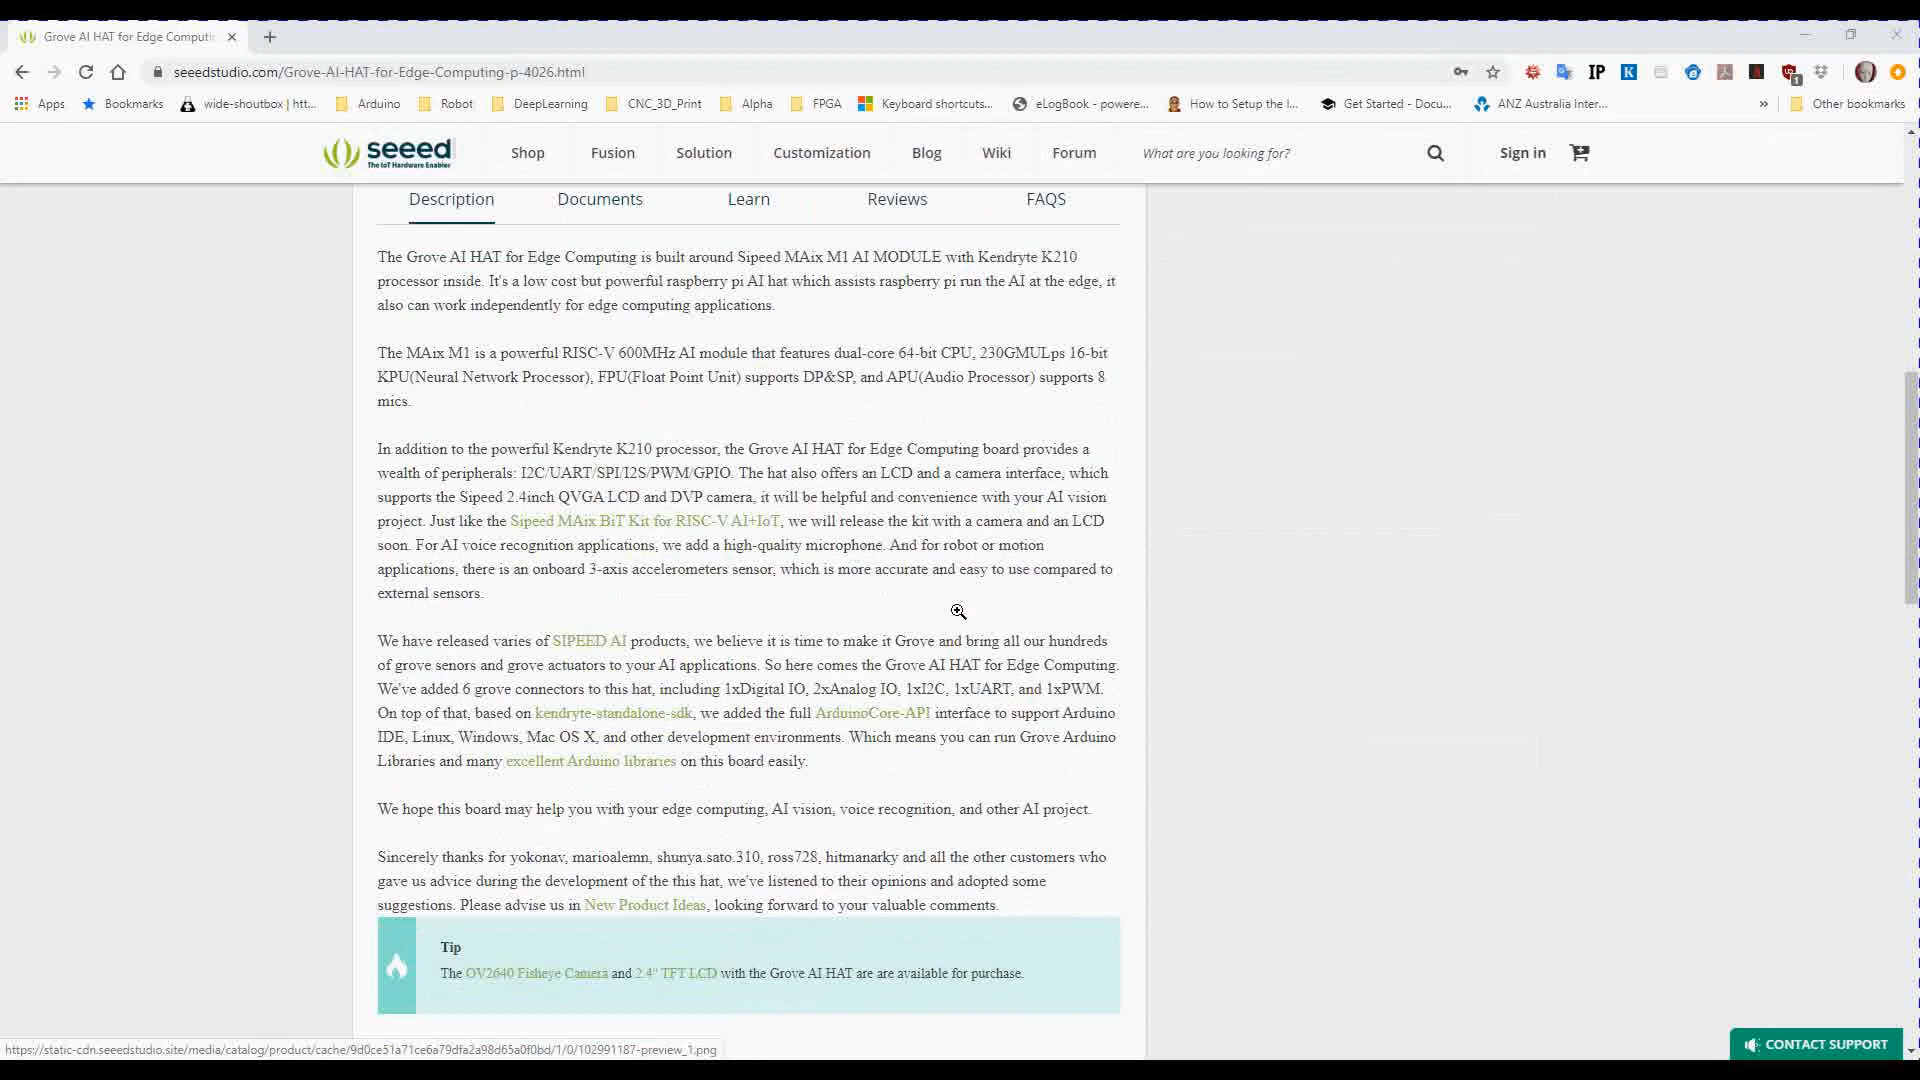 Grove AI HAT for Edge Computi
seeedstudio.com/Grove-AI-HAT-for-Edge-Computing-p-4026.html
IP K 1
Apps Bookmarks wide-shoutbox | htt... Arduino Robot DeepLearning CNC_3D_Print Alpha FPGA Keyboard shortcuts... eLogBook - powere... How to Setup the I... Get Started - Docu... ANZ Australia Inter... » Other bookmarks
seeed
The IoT Hardware Enabler
Shop Fusion Solution Customization Blog Wiki Forum What are you looking for? Sign in
Description Documents Learn Reviews FAQS
The Grove AI HAT for Edge Computing is built around Sipeed MAix M1 AI MODULE with Kendryte K210
processor inside. It's a low cost but powerful raspberry pi AI hat which assists raspberry pi run the AI at the edge, it
also can work independently for edge computing applications.
The MAix M1 is a powerful RISC-V 600MHz AI module that features dual-core 64-bit CPU, 230GMULps 16-bit
KPU(Neural Network Processor), FPU(Float Point Unit) supports DP&SP, and APU(Audio Processor) supports 8
mics.
In addition to the powerful Kendryte K210 processor, the Grove AI HAT for Edge Computing board provides a
wealth of peripherals: I2C/UART/SPI/I2S/PWM/GPIO. The hat also offers an LCD and a camera interface, which
supports the Sipeed 2.4inch QVGA LCD and DVP camera, it will be helpful and convenience with your AI vision
project. Just like the Sipeed MAix BiT Kit for RISC-V AI+IoT, we will release the kit with a camera and an LCD
soon. For AI voice recognition applications, we add a high-quality microphone. And for robot or motion
applications, there is an onboard 3-axis accelerometers sensor, which is more accurate and easy to use compared to
external sensors.
We have released varies of SIPEED AI products, we believe it is time to make it Grove and bring all our hundreds
of grove senors and grove actuators to your AI applications. So here comes the Grove AI HAT for Edge Computing.
We've added 6 grove connectors to this hat, including 1xDigital IO, 2xAnalog IO, 1xI2C, 1xUART, and 1xPWM.
On top of that, based on kendryte-standalone-sdk, we added the full ArduinoCore-API interface to support Arduino
IDE, Linux, Windows, Mac OS X, and other development environments. Which means you can run Grove Arduino
Libraries and many excellent Arduino libraries on this board easily.
We hope this board may help you with your edge computing, AI vision, voice recognition, and other AI project.
Sincerely thanks for yokonav, marioalemn, shunya.sato.310, ross728, hitmanarky and all the other customers who
gave us advice during the development of the this hat, we've listened to their opinions and adopted some
suggestions. Please advise us in New Product Ideas, looking forward to your valuable comments.
Tip
The OV2640 Fisheye Camera and 2.4" TFT LCD with the Grove AI HAT are are available for purchase.
CONTACT SUPPORT
https://static-cdn.seeedstudio.site/media/catalog/product/cache/9d0ce51a71ce6a79dfa2a98d65a0f0bd/1/0/102991187-preview_1.png